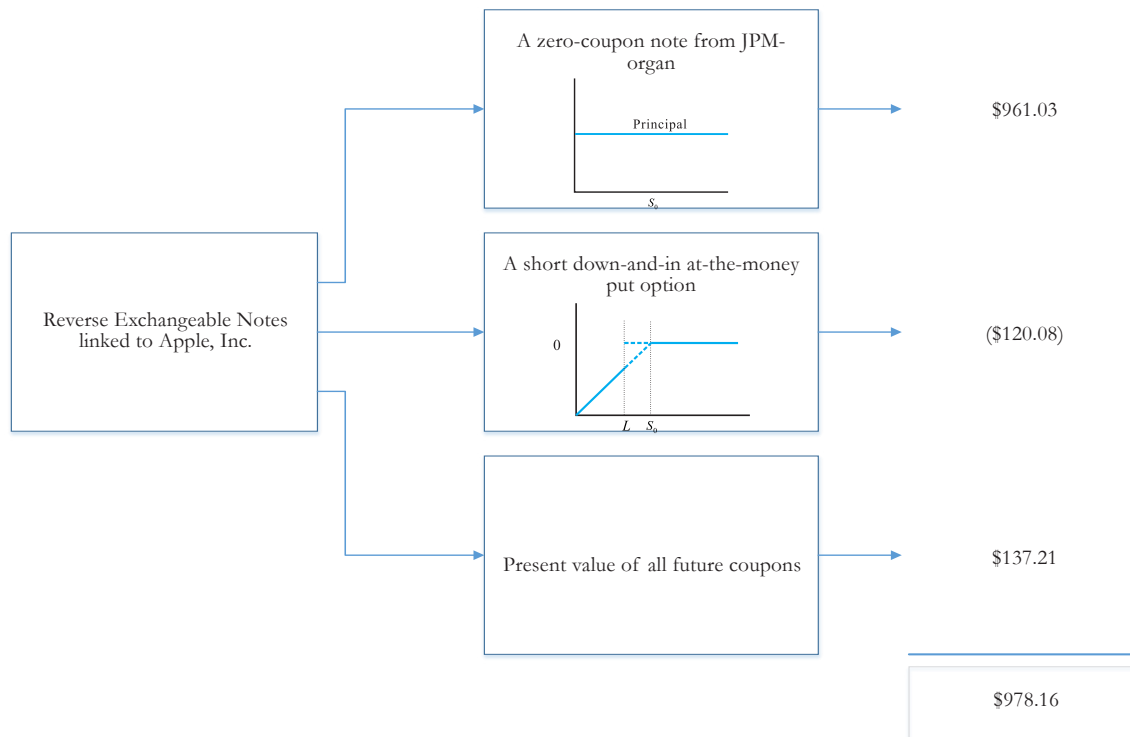 A zero-coupon note from JPM-
organ
Principal
S₀
$961.03
Reverse Exchangeable Notes
linked to Apple, Inc.
A short down-and-in at-the-money
put option
0
L S₀
($120.08)
Present value of all future coupons
$137.21
$978.16